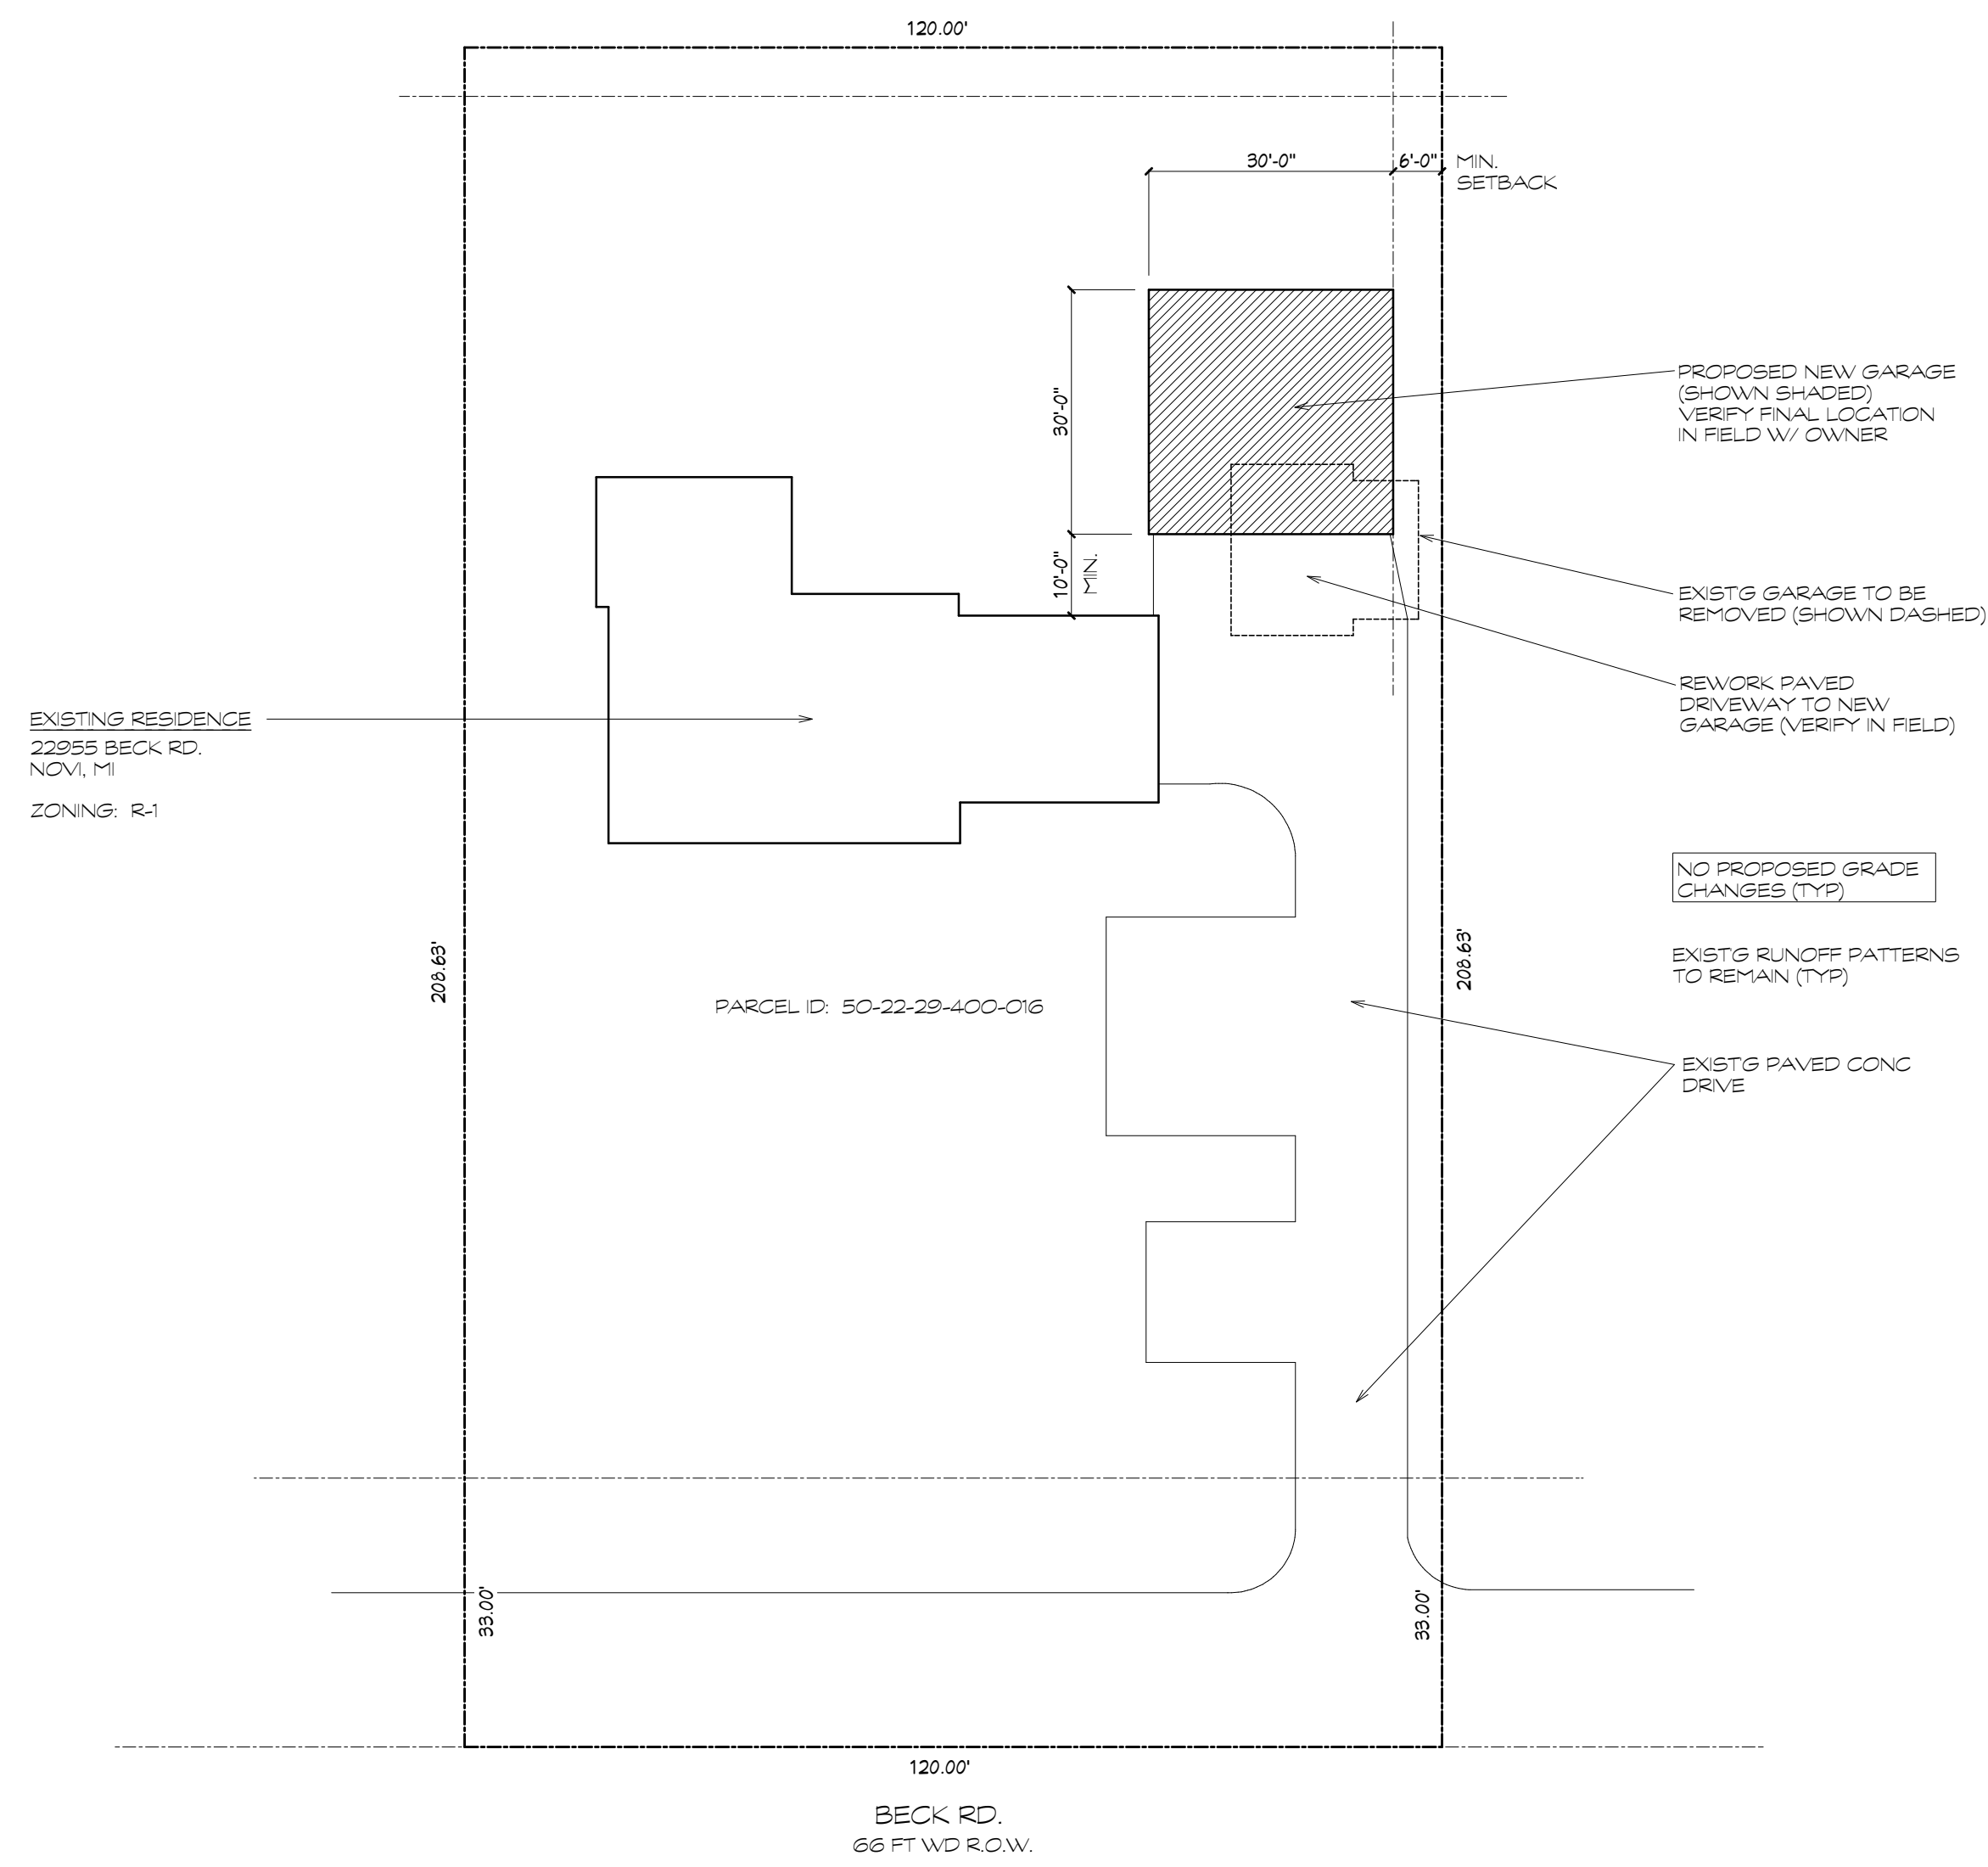 120.00'
30'-0"
6'-0"
MIN.
SETBACK
30'-0"
10'-0"
MIN.
PROPOSED NEW GARAGE
(SHOWN SHADED)
VERIFY FINAL LOCATION
IN FIELD W/ OWNER
EXIST'G GARAGE TO BE
REMOVED (SHOWN DASHED)
REWORK PAVED
DRIVEWAY TO NEW
GARAGE (VERIFY IN FIELD)
EXISTING RESIDENCE
22955 BECK RD.
NOVI, MI
ZONING: R-1
NO PROPOSED GRADE
CHANGES (TYP)
208.63'
208.63'
EXIST'G RUNOFF PATTERNS
TO REMAIN (TYP)
PARCEL ID: 50-22-29-400-016
EXIST'G PAVED CONC
DRIVE
33.00'
33.00'
120.00'
BECK RD.
66 FT WD R.O.W.